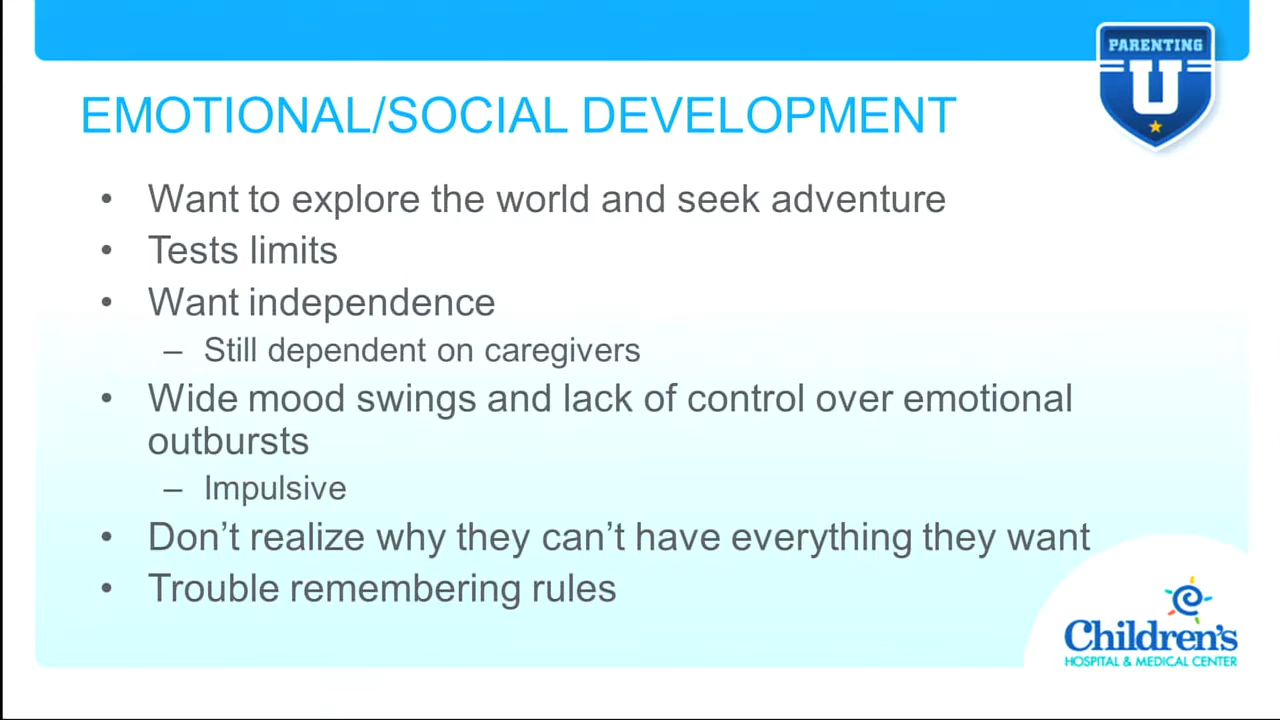 PARENTING
U
EMOTIONAL/SOCIAL DEVELOPMENT
• Want to explore the world and seek adventure
• Tests limits
• Want independence
– Still dependent on caregivers
• Wide mood swings and lack of control over emotional
outbursts
– Impulsive
• Don’t realize why they can’t have everything they want
• Trouble remembering rules
Children's
HOSPITAL & MEDICAL CENTER